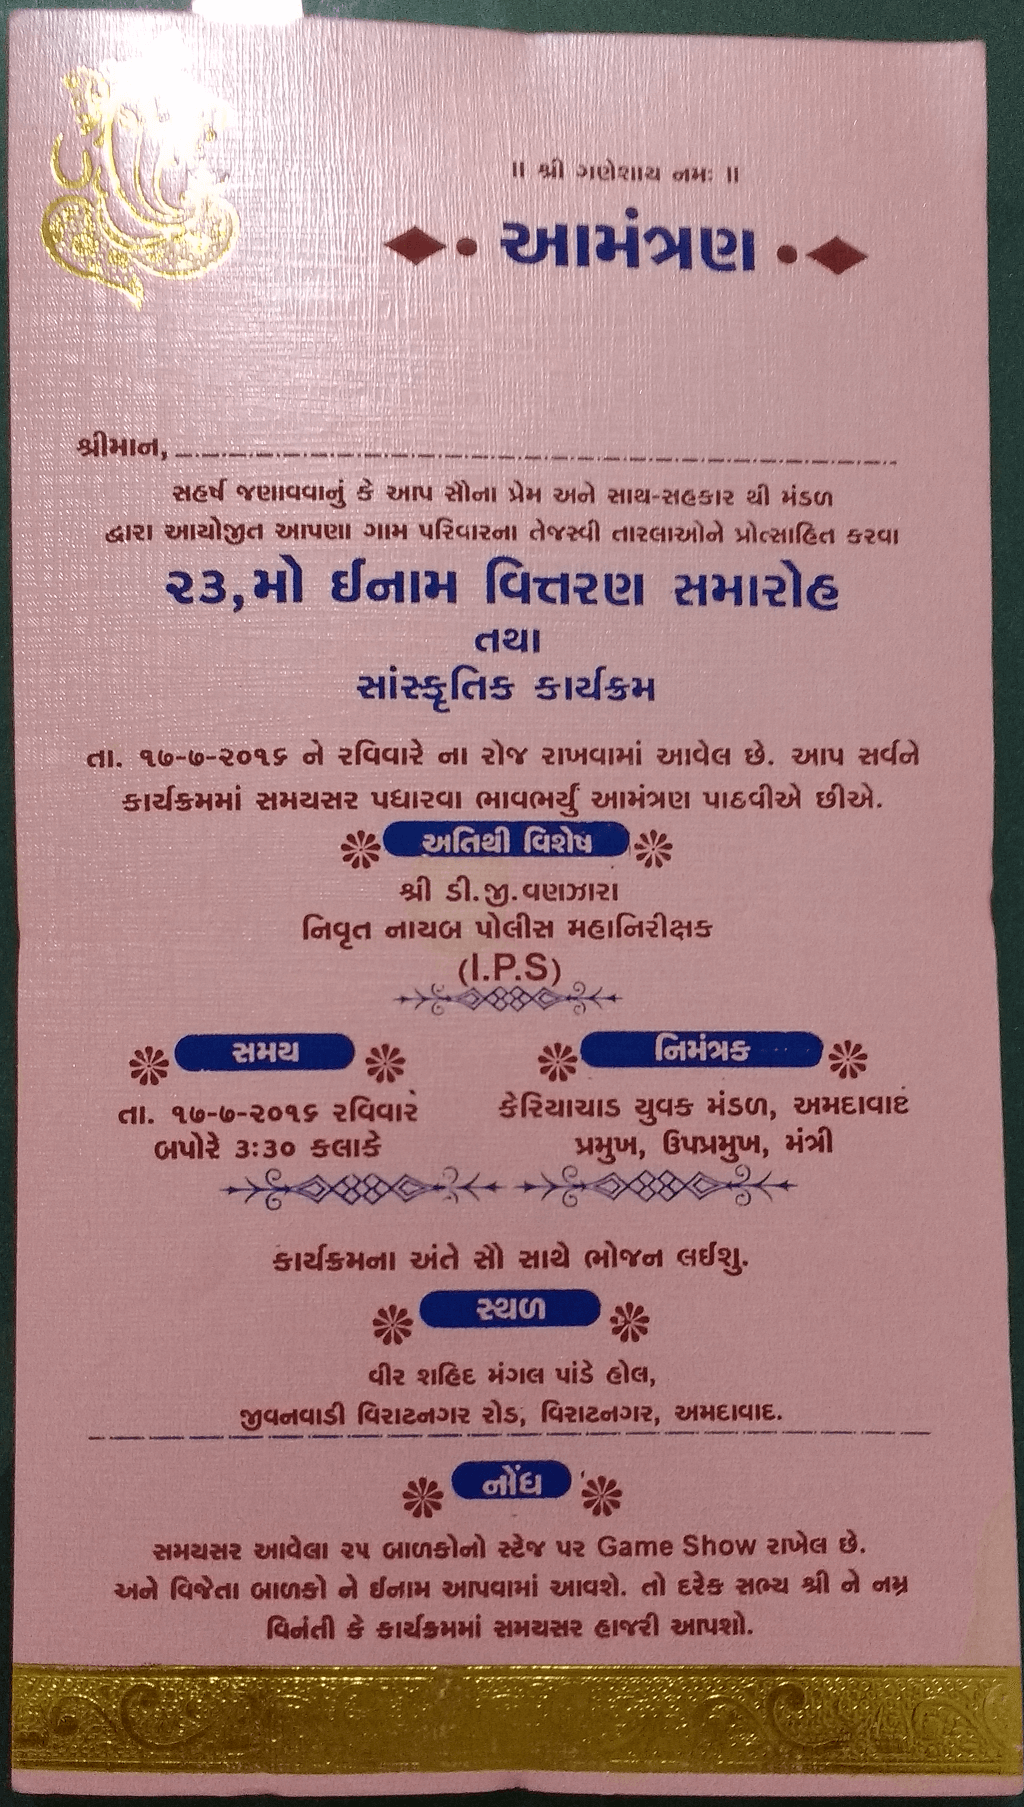 ॥ શ્રી ગણેશાય નમઃ ॥
આમંત્રણ
શ્રીમાન,
સહર્ષ જણાવવાનું કે આપ સૌના પ્રેમ અને સાથ-સહકાર થી મંડળ
દ્વારા આયોજીત આપણા ગામ પરિવારના તેજસ્વી તારલાઓને પ્રોત્સાહિત કરવા
૨૩,મો ઈનામ વિત્તરણ સમારોહ
તથા
સાંસ્કૃતિક કાર્યક્રમ
તા. ૧૭-૭-૨૦૧૬ ને રવિવારે ના રોજ રાખવામાં આવેલ છે. આપ સર્વને
કાર્યક્રમમાં સમયસર પધારવા ભાવભર્યું આમંત્રણ પાઠવીએ છીએ.
અતિથી વિશેષ
શ્રી ડી.જી.વણઝારા
નિવૃત નાયબ પોલીસ મહાનિરીક્ષક
(I.P.S)
સમય
તા. ૧૭-૭-૨૦૧૬ રવિવાર
બપોરે ૩:૩૦ કલાકે
નિમંત્રક
કેરિયાચાડ યુવક મંડળ, અમદાવાદ
પ્રમુખ, ઉપપ્રમુખ, મંત્રી
કાર્યક્રમના અંતે સૌ સાથે ભોજન લઈશુ.
સ્થળ
વીર શહિદ મંગલ પાંડે હોલ,
જીવનવાડી વિરાટનગર રોડ, વિરાટનગર, અમદાવાદ.
નોંધ
સમયસર આવેલા ૨૫ બાળકોનો સ્ટેજ પર Game Show રાખેલ છે.
અને વિજેતા બાળકો ને ઈનામ આપવામાં આવશે. તો દરેક સભ્ય શ્રી ને નમ્ર
વિનંતી કે કાર્યક્રમમાં સમયસર હાજરી આપશો.